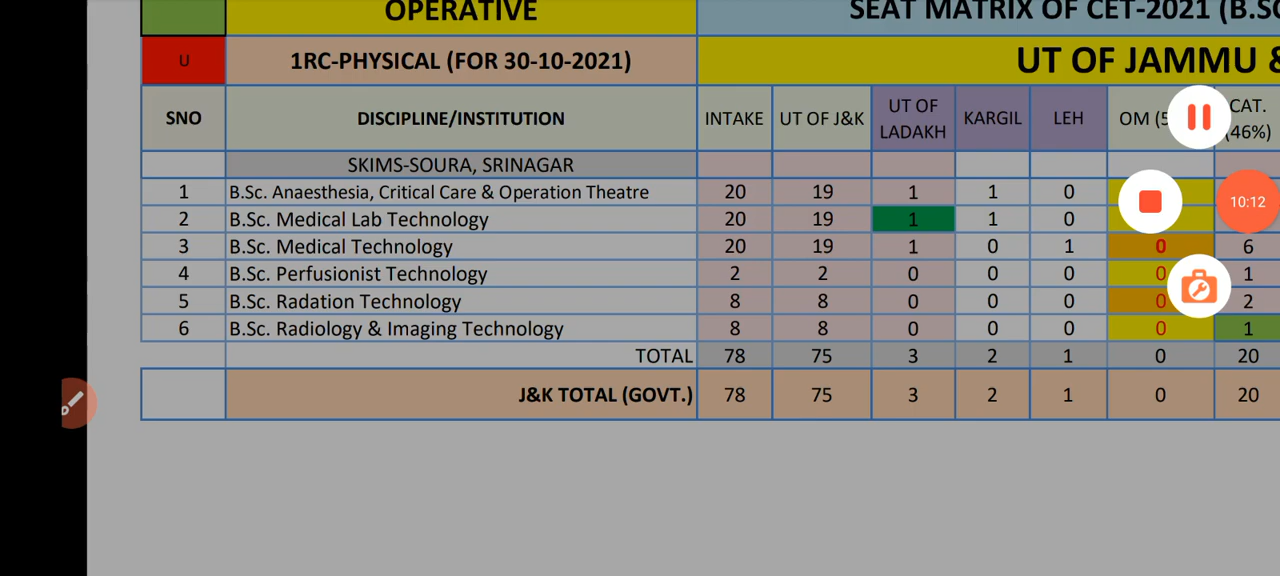 OPERATIVE SEAT MATRIX OF CET-2021 (B.SC
U 1RC-PHYSICAL (FOR 30-10-2021) UT OF JAMMU &
SNO DISCIPLINE/INSTITUTION INTAKE UT OF J&K UT OF LADAKH KARGIL LEH OM (5 CAT. (46%)
SKIMS-SOURA, SRINAGAR
1 B.Sc. Anaesthesia, Critical Care & Operation Theatre 20 19 1 1 0 10:12
2 B.Sc. Medical Lab Technology 20 19 1 1 0
3 B.Sc. Medical Technology 20 19 1 0 1 0 6
4 B.Sc. Perfusionist Technology 2 2 0 0 0 0 1
5 B.Sc. Radation Technology 8 8 0 0 0 0 2
6 B.Sc. Radiology & Imaging Technology 8 8 0 0 0 0 1
TOTAL 78 75 3 2 1 0 20
J&K TOTAL (GOVT.) 78 75 3 2 1 0 20